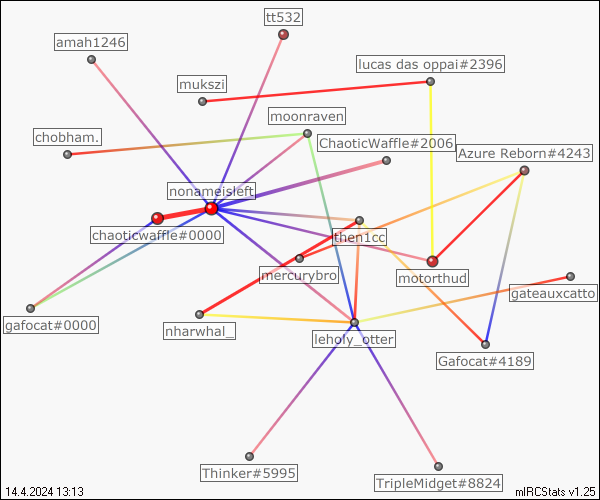 tt532
amah1246
lucas das oppai#2396
mukszi
moonraven
chobham.
ChaoticWaffle#2006
Azure Reborn#4243
nonameisleft
chaoticwaffle#0000
then1cc
mercurybro
motorthud
gateauxcatto
gafocat#0000
nharwhal_
leholy_otter
Gafocat#4189
Thinker#5995
TripleMidget#8824
14.4.2024 13:13
mIRCStats v1.25